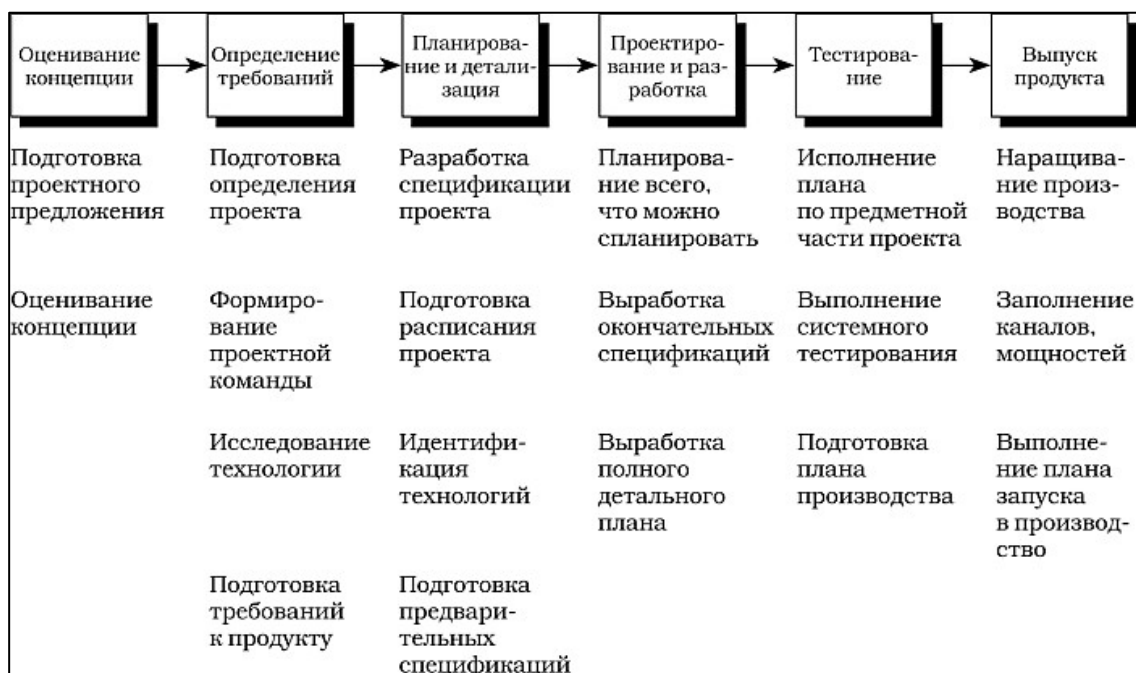 Оценивание
концепции
Определение
требований
Планирова-
ние и детали-
зация
Проектиро-
вание и раз-
работка
Тестирова-
ние
Выпуск
продукта
Подготовка
проектного
предложения
Подготовка
определения
проекта
Разработка
спецификации
проекта
Планирова-
ние всего,
что можно
спланировать
Исполнение
плана
по предметной
части проекта
Наращива-
ние произ-
водства
Оценивание
концепции
Формиро-
вание
проектной
команды
Подготовка
расписания
проекта
Выработка
окончательных
спецификаций
Выполнение
системного
тестирования
Заполнение
каналов,
мощностей
Исследование
технологии
Идентифи-
кация
технологий
Выработка
полного
детального
плана
Подготовка
плана
производства
Выполне-
ние плана
запуска
в производ-
ство
Подготовка
требований
к продукту
Подготовка
предвари-
тельных
спецификаций